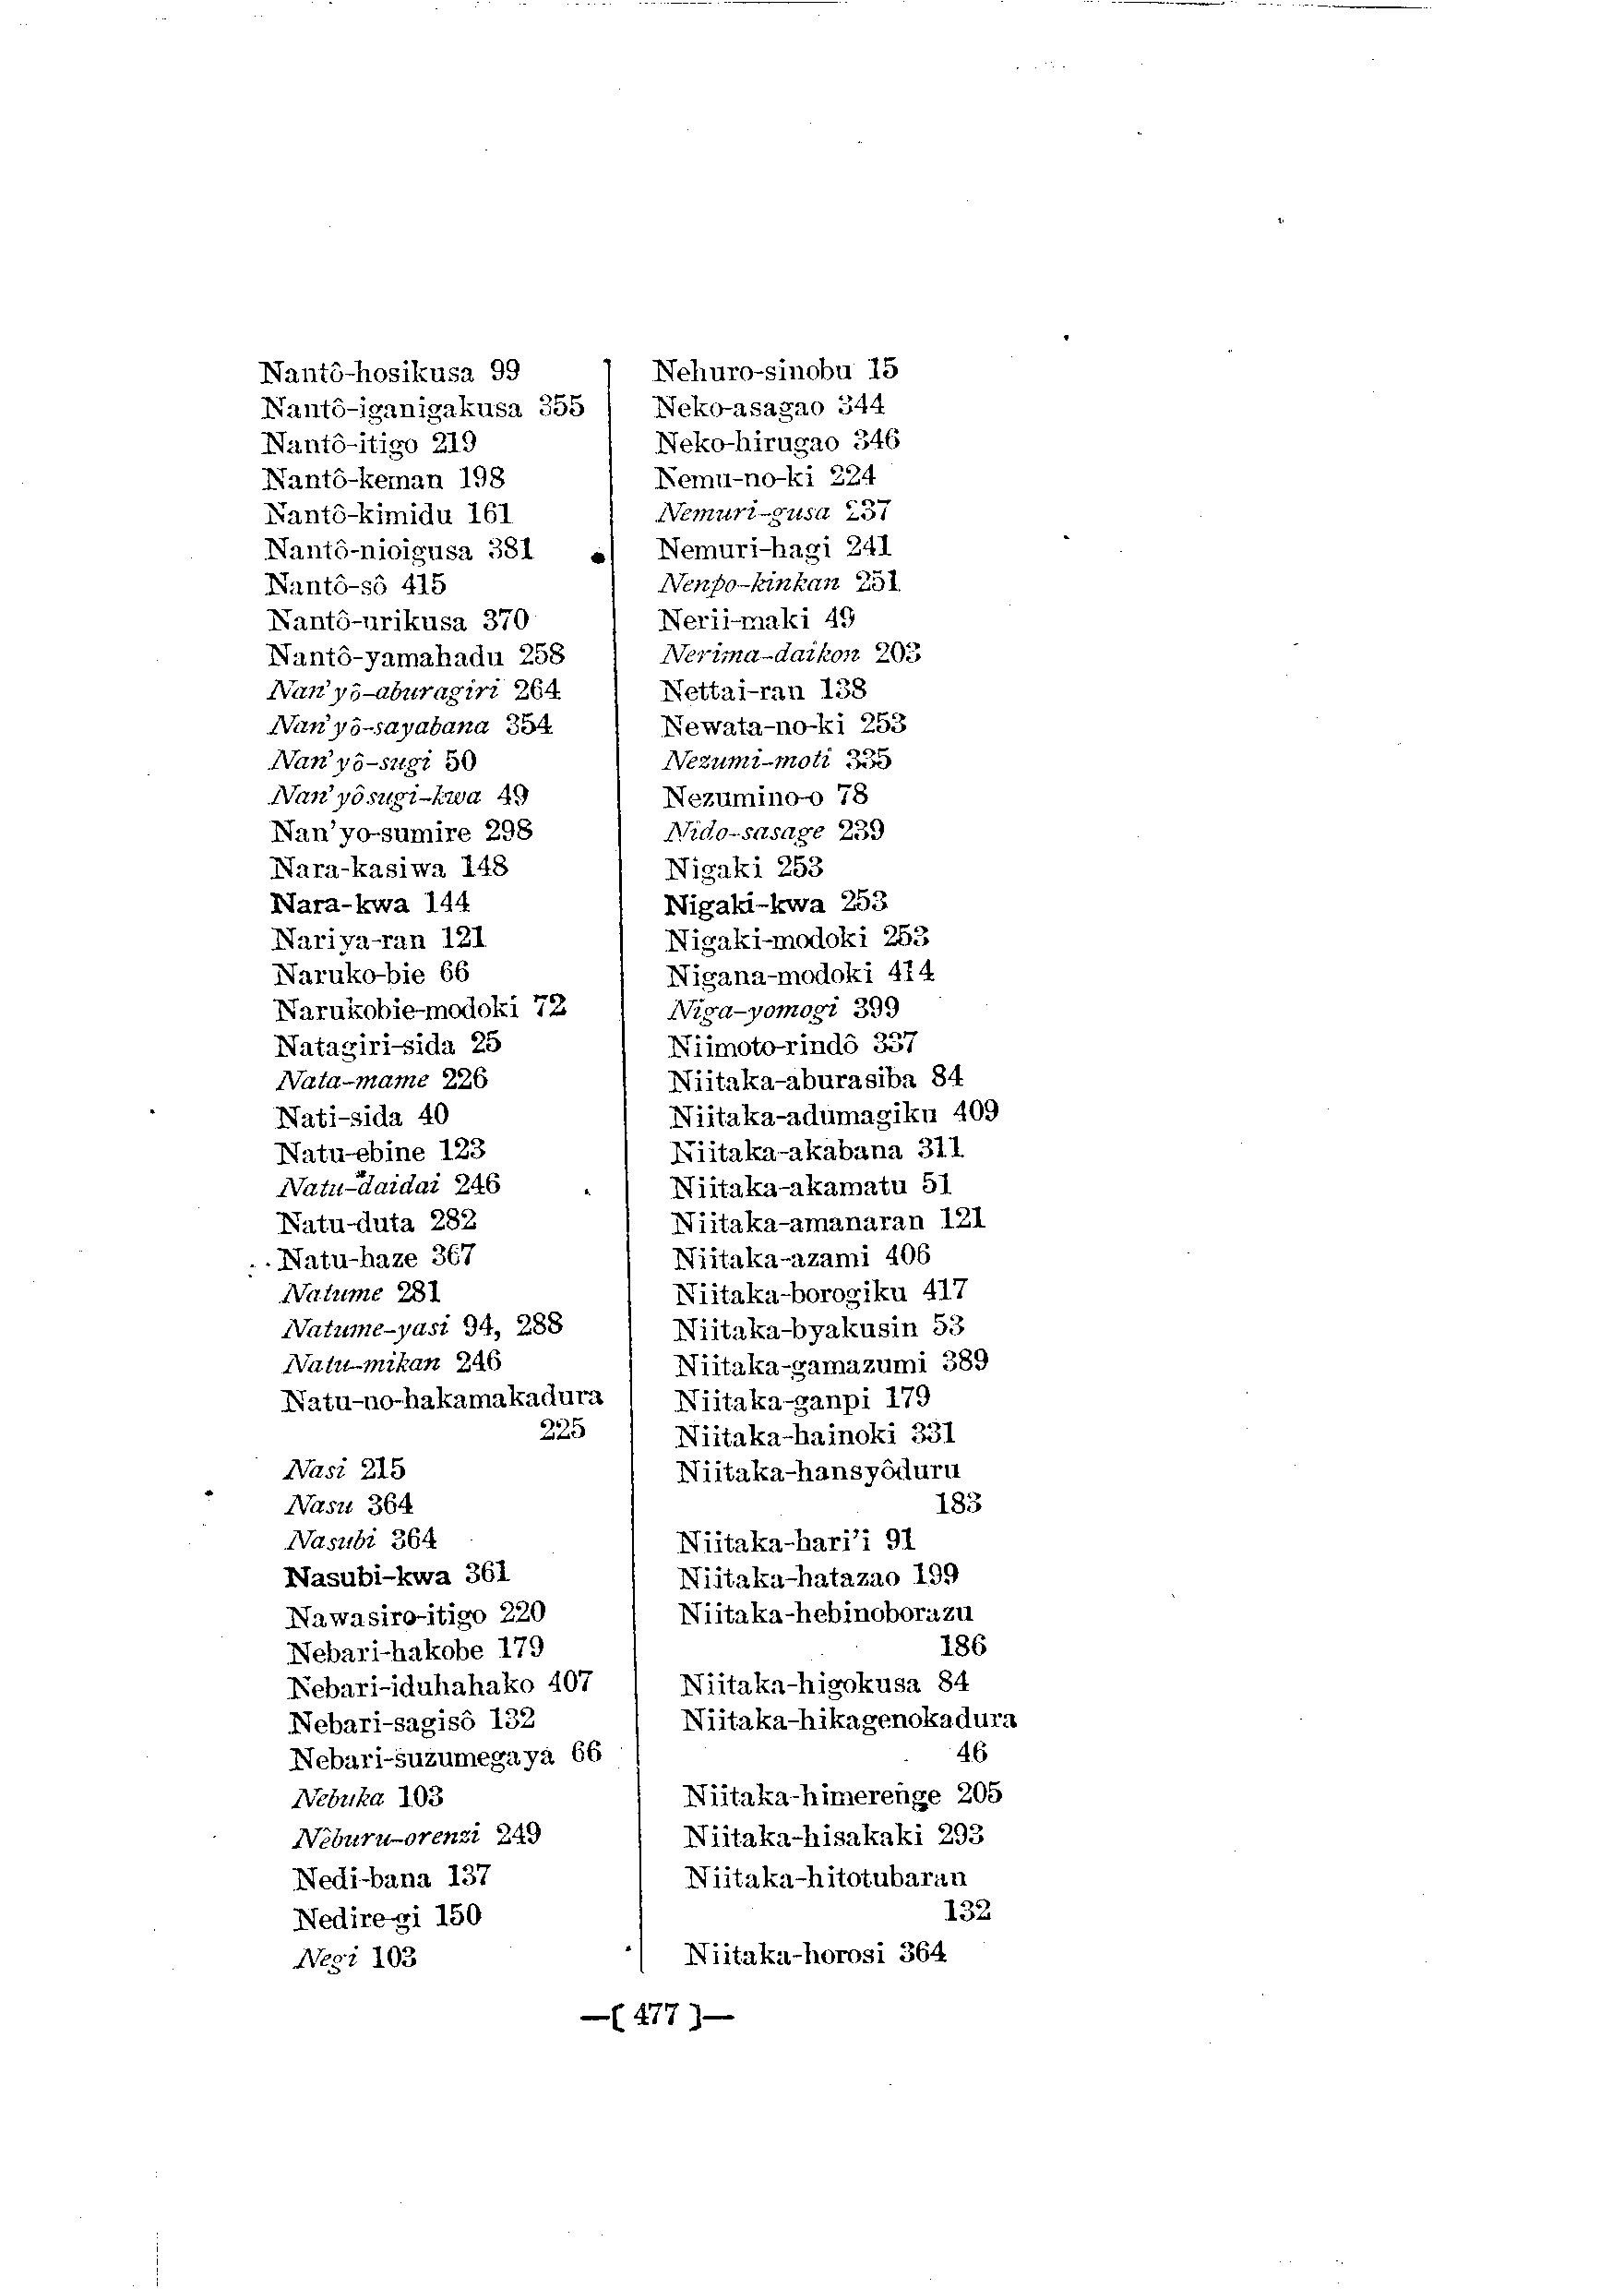 Nantô-hosikusa 99
Nantô-iganigakusa 355
Nantô-itigo 219
Nantô-keman 198
Nantô-kimidu 161
Nantô-nioigusa 381
Nantô-sô 415
Nantô-urikusa 370
Nantô-yamahadu 258
Nan'yô-aburagiri 264
Nan'yô-sayabana 354
Nan'yô-sugi 50
Nan'yôsugi-kwa 49
Nan'yo-sumire 298
Nara-kasiwa 148
Nara-kwa 144
Nariya-ran 121
Naruko-bie 66
Narukobie-modoki 72
Natagiri-sida 25
Nata-mame 226
Nati-sida 40
Natu-ebine 123
Natu-daidai 246
Natu-duta 282
Natu-haze 367
Natume 281
Natume-yasi 94, 288
Natu-mikan 246
Natu-no-hakamakadura
225
Nasi 215
Nasu 364
Nasubi 364
Nasubi-kwa 361
Nawasiro-itigo 220
Nebari-hakobe 179
Nebari-iduhahako 407
Nebari-sagisô 132
Nebari-suzumegaya 66
Nebuka 103
Neburu-orenzi 249
Nedi-bana 137
Nedire-gi 150
Negi 103
Nehuro-sinobu 15
Neko-asagao 344
Neko-hirugao 346
Nemu-no-ki 224
Nemuri-gusa 237
Nemuri-hagi 241
Nenpo-kinkan 251
Nerii-maki 49
Nerima-daikon 203
Nettai-ran 138
Newata-no-ki 253
Nezumi-moti 335
Nezumino-o 78
Nido-sasage 239
Nigaki 253
Nigaki-kwa 253
Nigaki-modoki 253
Nigana-modoki 414
Niga-yomogi 399
Niimoto-rindô 337
Niitaka-aburasiba 84
Niitaka-adumagiku 409
Niitaka-akabana 311
Niitaka-akamatu 51
Niitaka-amanaran 121
Niitaka-azami 406
Niitaka-borogiku 417
Niitaka-byakusin 53
Niitaka-gamazumi 389
Niitaka-ganpi 179
Niitaka-hainoki 331
Niitaka-hansyôduru
183
Niitaka-hari'i 91
Niitaka-hatazao 199
Niitaka-hebinoborazu
186
Niitaka-higokusa 84
Niitaka-hikagenokadura
46
Niitaka-himerenge 205
Niitaka-hisakaki 293
Niitaka-hitotubaran
132
Niitaka-horosi 364
—[ 477 ]—